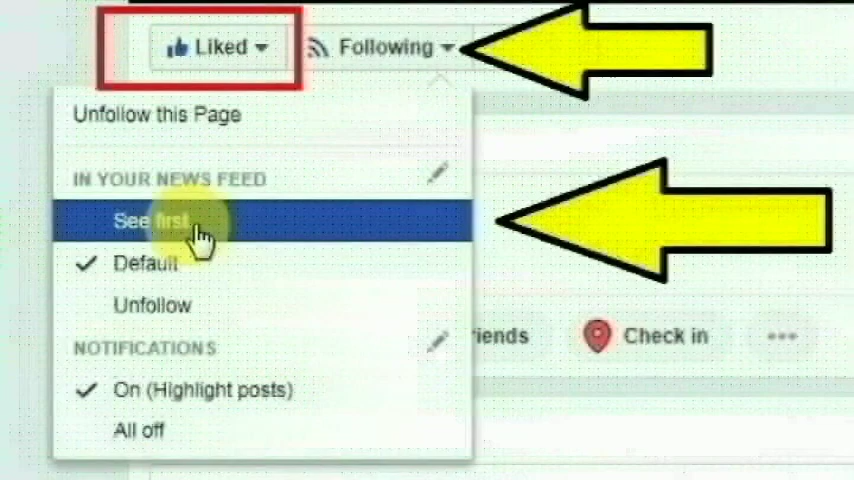 Liked Following
Unfollow this Page
IN YOUR NEWS FEED
See first
Default
Unfollow
riends Check in
NOTIFICATIONS
On (Highlight posts)
All off